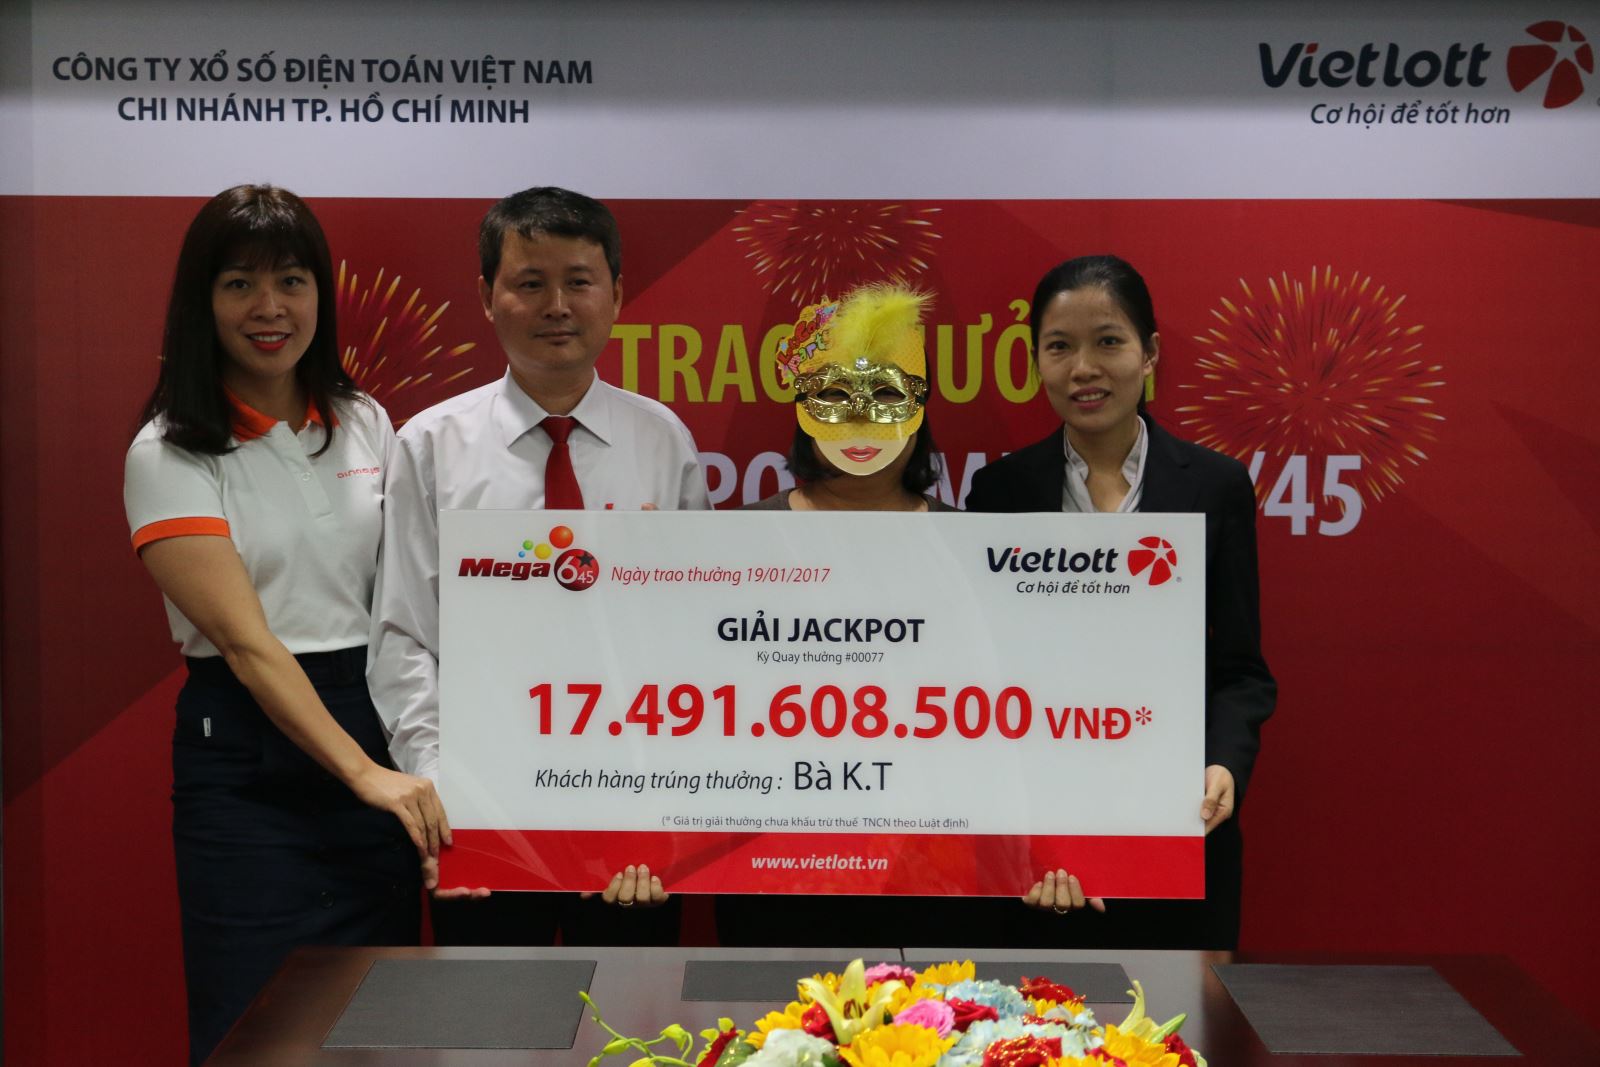 CÔNG TY XỔ SỐ ĐIỆN TOÁN VIỆT NAM
CHI NHÁNH TP. HỒ CHÍ MINH
Vietlott
Cơ hội để tốt hơn
TRAO
/45
Mega 6/45
Ngày trao thưởng 19/01/2017
Vietlott
Cơ hội để tốt hơn
GIẢI JACKPOT
Kỳ Quay thưởng #00077
17.491.608.500 VNĐ*
Khách hàng trúng thưởng : Bà K.T
(* Giá trị giải thưởng chưa khấu trừ thuế TNCN theo Luật định)
www.vietlott.vn